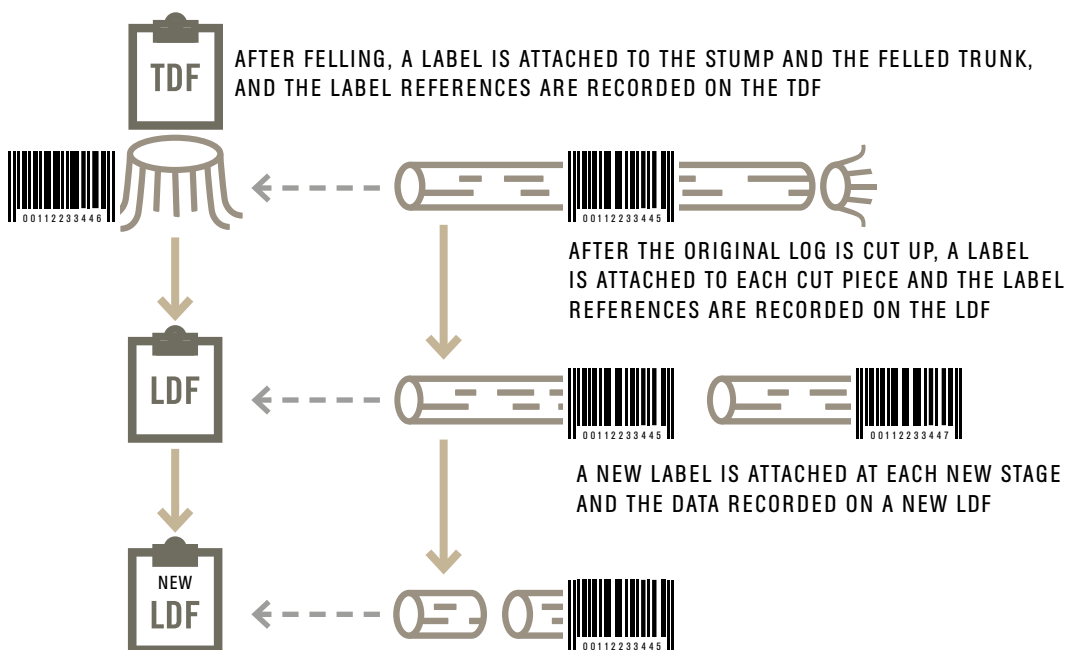 TDF
AFTER FELLING, A LABEL IS ATTACHED TO THE STUMP AND THE FELLED TRUNK,
AND THE LABEL REFERENCES ARE RECORDED ON THE TDF
00112233446
00112233445
AFTER THE ORIGINAL LOG IS CUT UP, A LABEL
IS ATTACHED TO EACH CUT PIECE AND THE LABEL
REFERENCES ARE RECORDED ON THE LDF
LDF
00112233445
00112233447
A NEW LABEL IS ATTACHED AT EACH NEW STAGE
AND THE DATA RECORDED ON A NEW LDF
NEW
LDF
00112233445